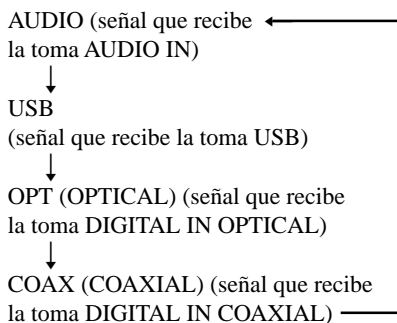 AUDIO (señal que recibe
la toma AUDIO IN)
USB
(señal que recibe la toma USB)
OPT (OPTICAL) (señal que recibe
la toma DIGITAL IN OPTICAL)
COAX (COAXIAL) (señal que recibe
la toma DIGITAL IN COAXIAL)